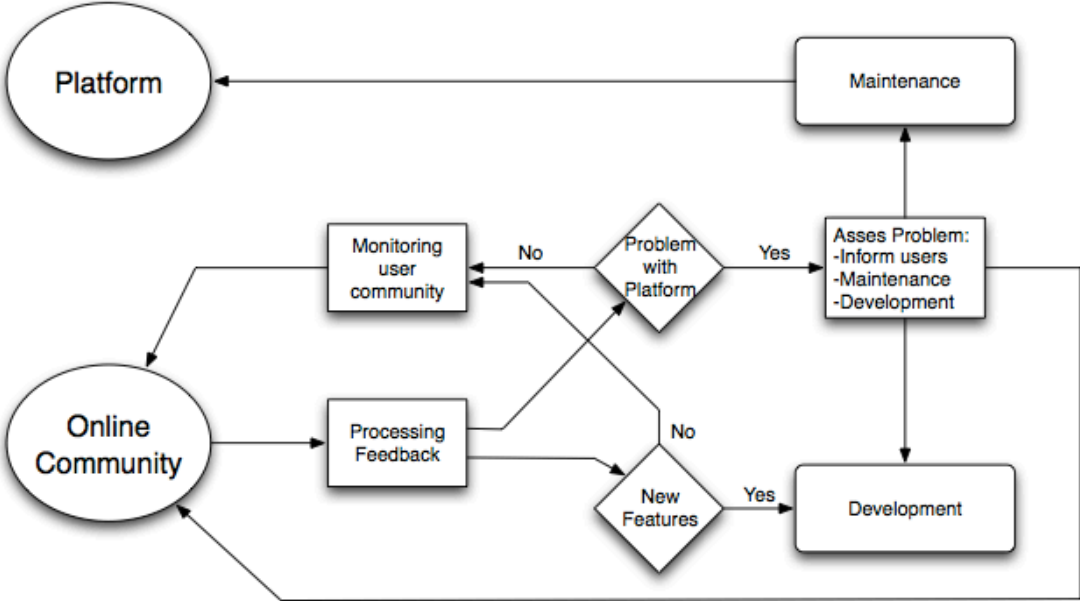 Platform
Maintenance
Monitoring
user
community
No
Problem
with
Platform
Yes
Asses Problem:
-Inform users
-Maintenance
-Development
Online
Community
Processing
Feedback
No
New
Features
Yes
Development